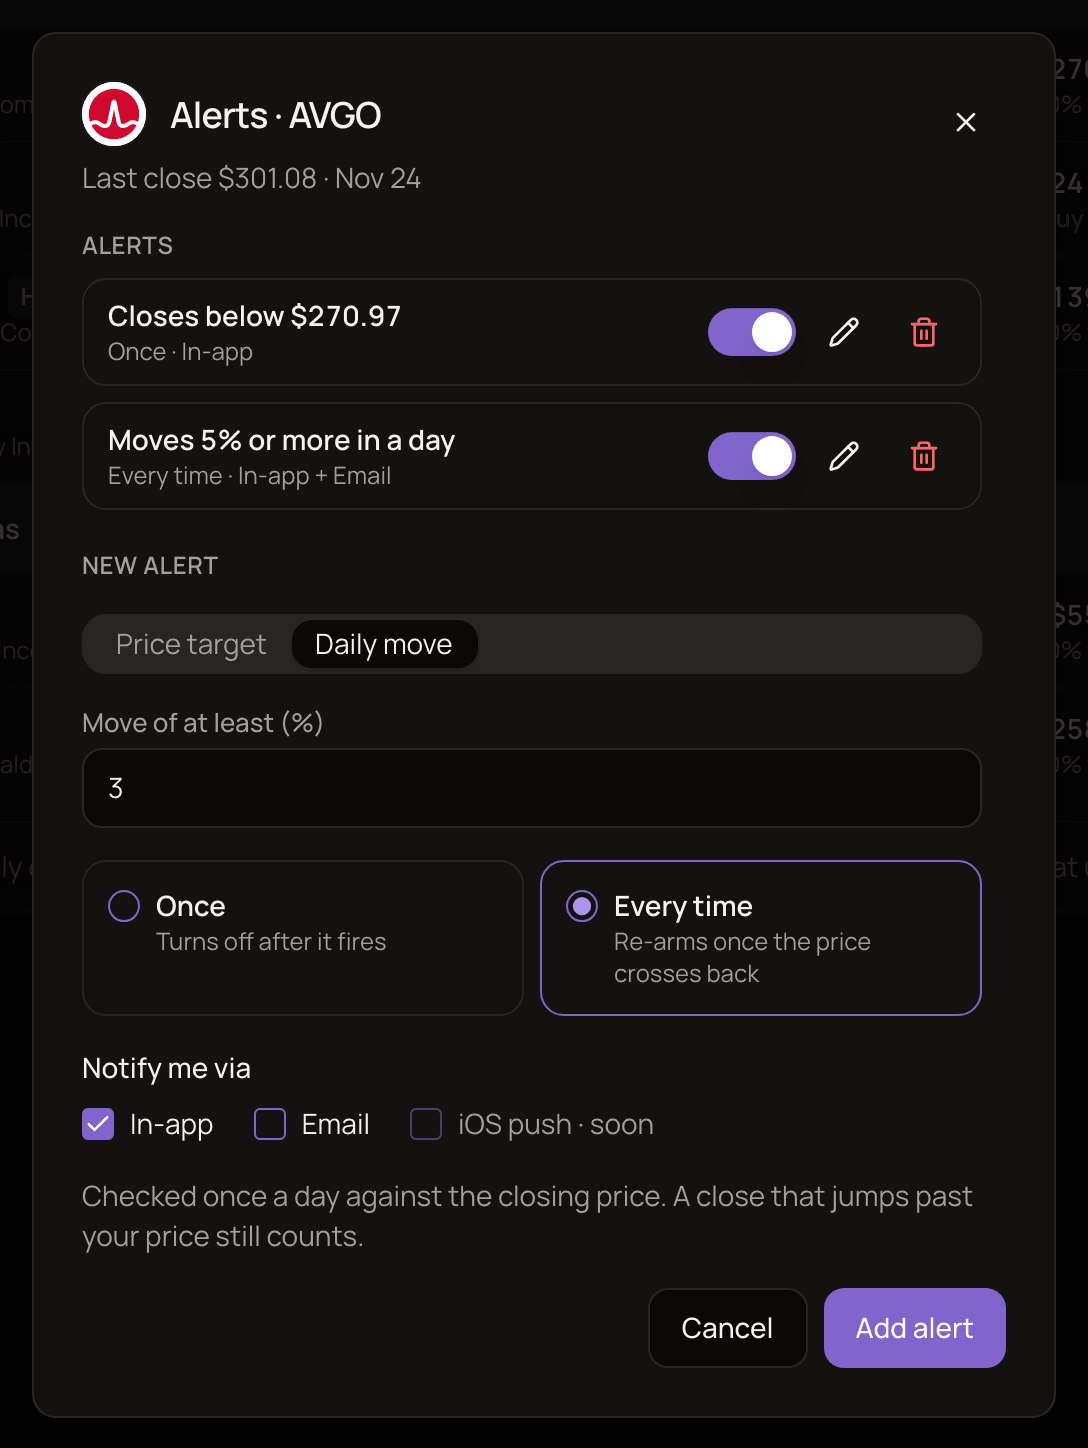 Alerts · AVGO
Last close $301.08 · Nov 24
ALERTS
Closes below $270.97
Once · In-app
Moves 5% or more in a day
Every time · In-app + Email
NEW ALERT
Price target Daily move
Move of at least (%)
3
Once
Turns off after it fires
Every time
Re-arms once the price
crosses back
Notify me via
In-app Email iOS push · soon
Checked once a day against the closing price. A close that jumps past
your price still counts.
Cancel Add alert